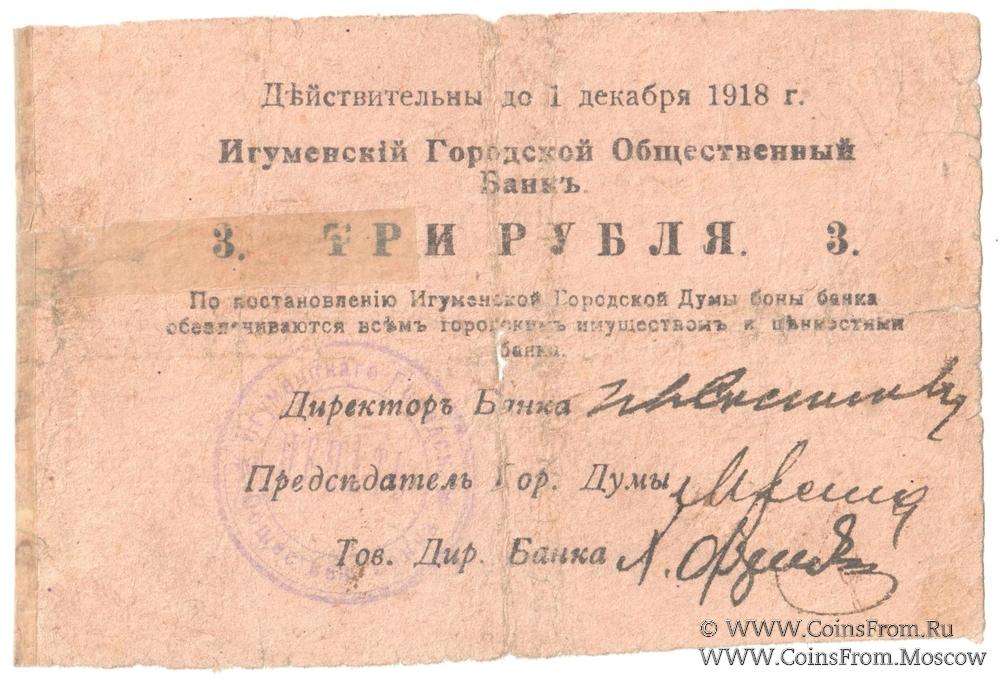 Дѣйствительны до 1 декабря 1918 г.
Игуменскій Городской Общественный
Банкъ.
3. ТРИ РУБЛЯ. 3.
По постановленію Игуменской Городской Думы боны банка
обезпечиваются всѣмъ городскимъ имуществомъ и цѣнностями
банка.
Директоръ Банка
Предсѣдатель Гор. Думы
Тов. Дир. Банка А.
Игуменскаго
© WWW.CoinsFrom.Ru
WWW.CoinsFrom.Moscow